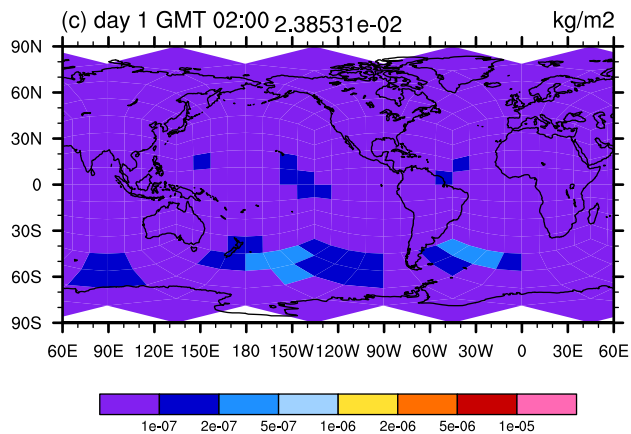 (c) day 1 GMT 02:00 2.38531e-02 kg/m2
90N
60N
30N
0
30S
60S
90S
60E 90E 120E 150E 180 150W 120W 90W 60W 30W 0 30E 60E
1e-07 2e-07 5e-07 1e-06 2e-06 5e-06 1e-05